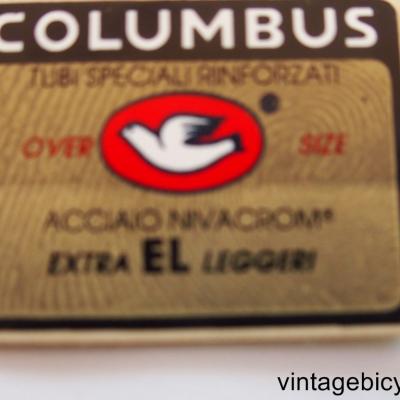 COLUMBUS
TUBI SPECIALI RINFORZATI
®
OVER SIZE
ACCIAIO NIVACROM®
EXTRA EL LEGGERI
vintagebicy